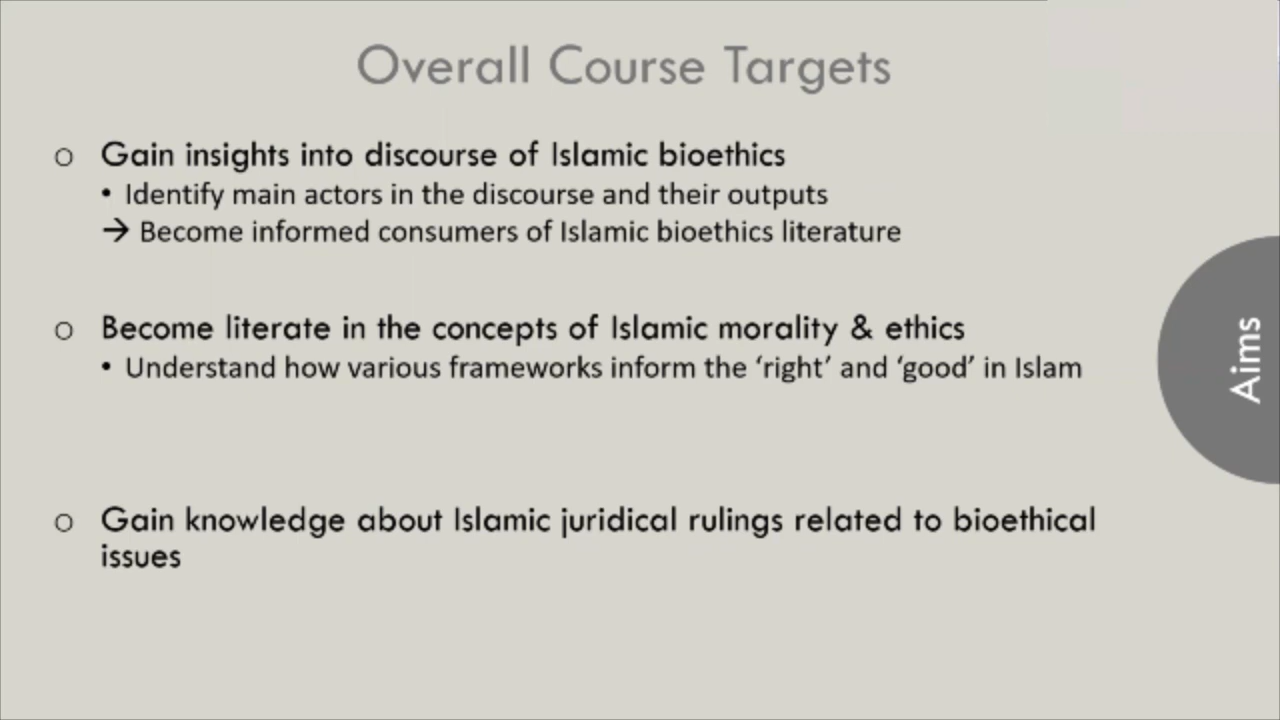 Overall Course Targets
o Gain insights into discourse of Islamic bioethics
• Identify main actors in the discourse and their outputs
→ Become informed consumers of Islamic bioethics literature
o Become literate in the concepts of Islamic morality & ethics
• Understand how various frameworks inform the ‘right’ and ‘good’ in Islam
Aims
o Gain knowledge about Islamic juridical rulings related to bioethical
issues